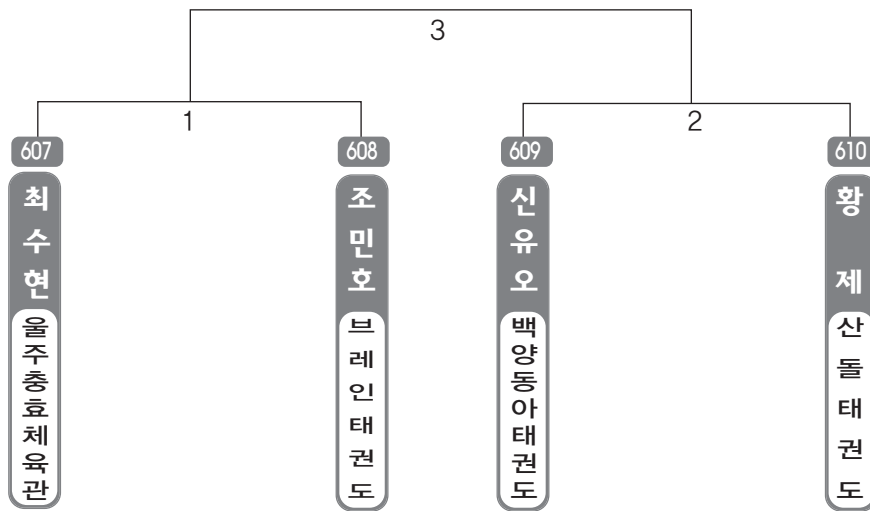 3
1
2
607
608
609
610
최수현
조민호
신유오
황 제
울주충효체육관
브레인태권도
백양동아태권도
산돌태권도